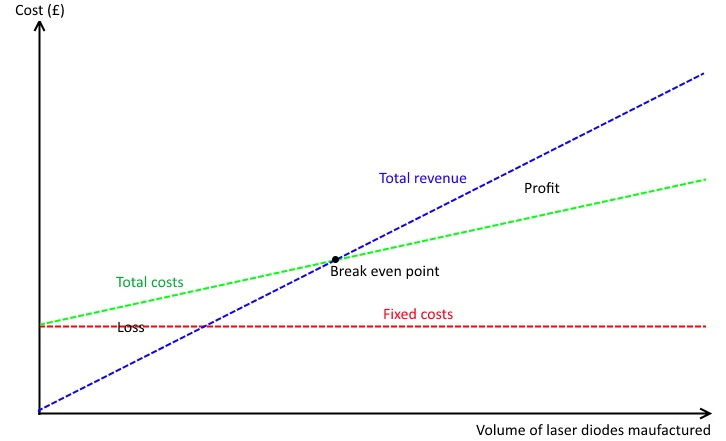 Cost (£)
Total revenue
Profit
Break even point
Total costs
Fixed costs
Loss
Volume of laser diodes maufactured